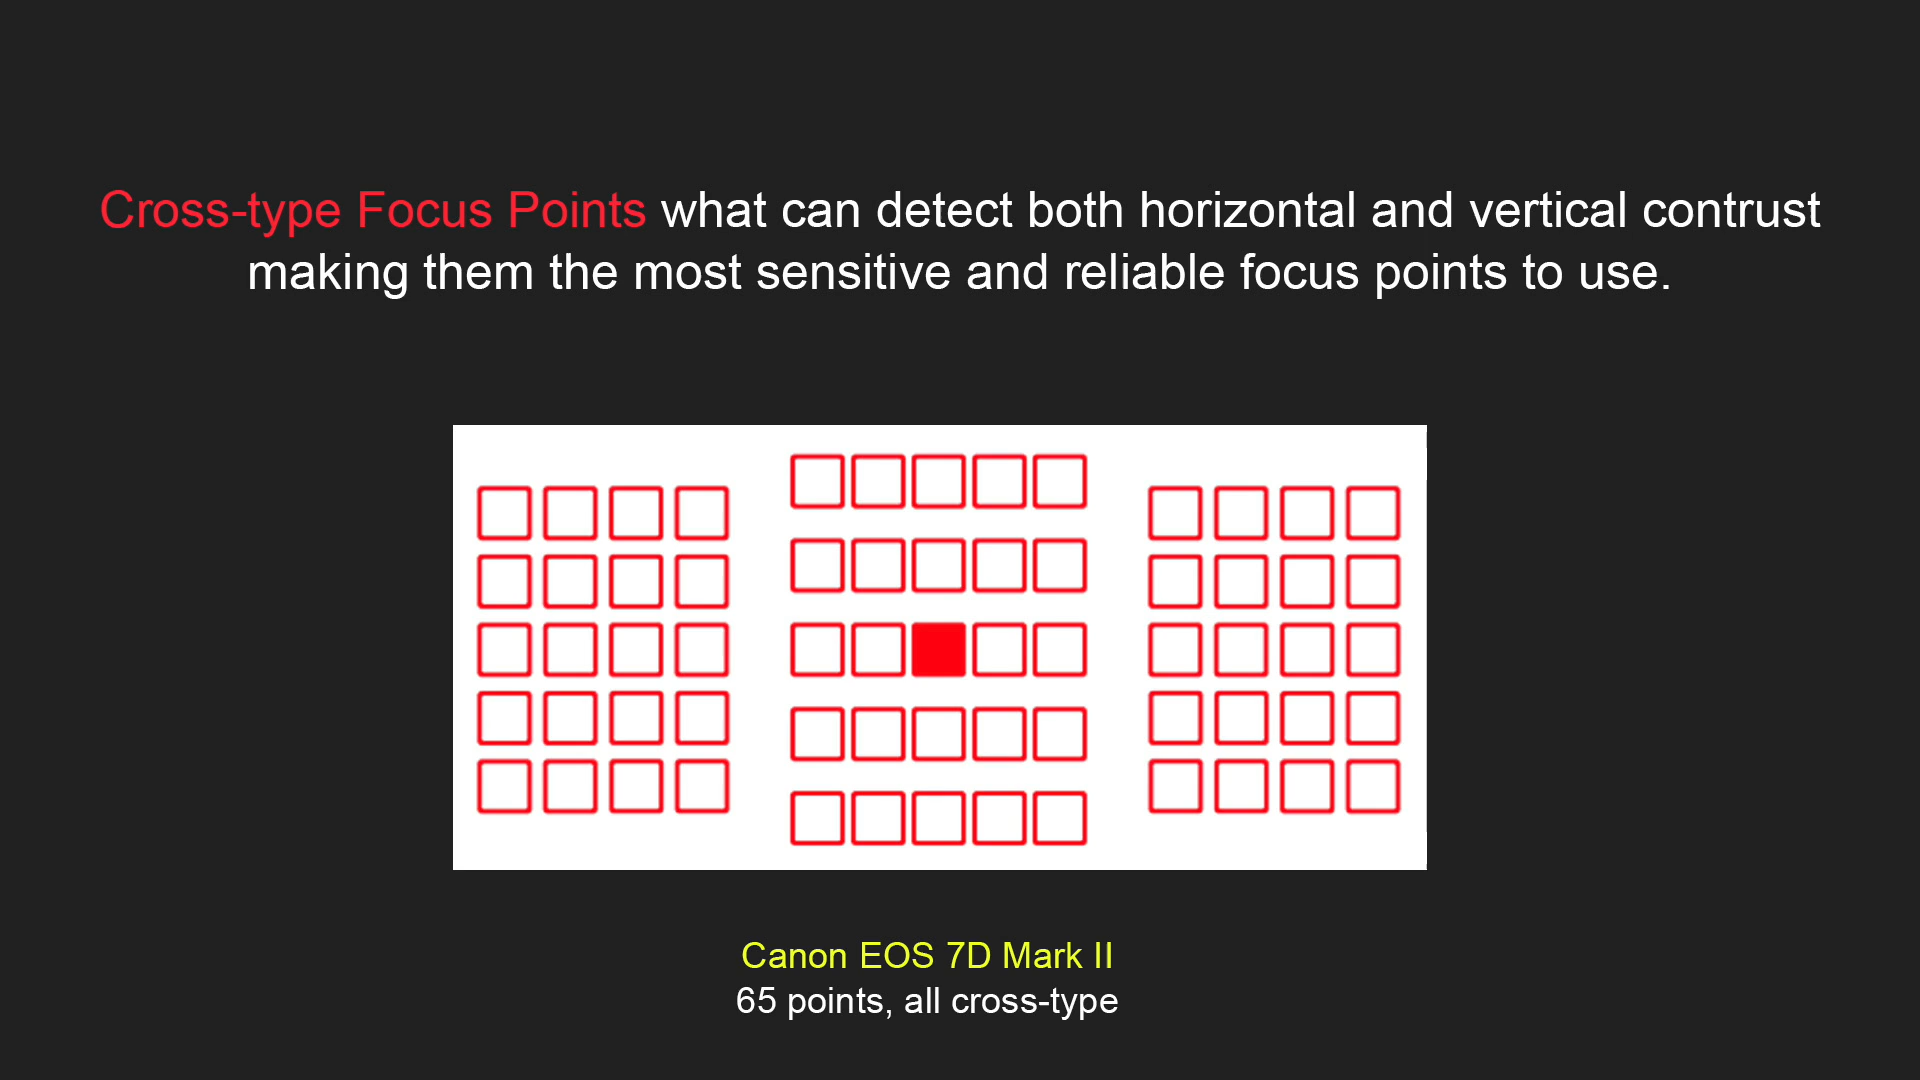 Cross-type Focus Points what can detect both horizontal and vertical contrust
making them the most sensitive and reliable focus points to use.
Canon EOS 7D Mark II
65 points, all cross-type